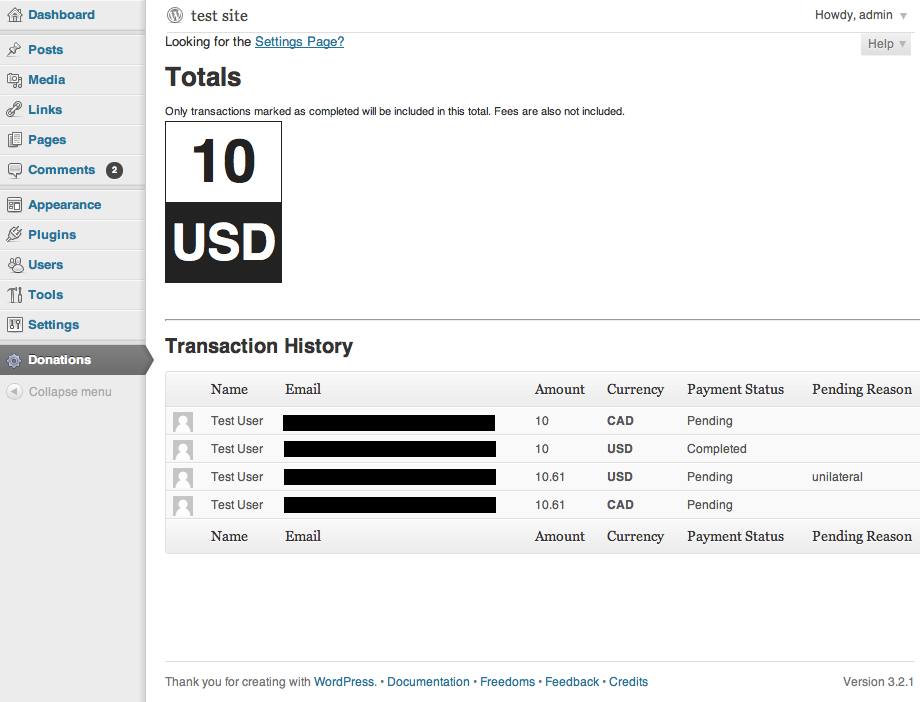 Dashboard
Posts
Media
Links
Pages
Comments 2
Appearance
Plugins
Users
Tools
Settings
Donations
Collapse menu
test site
Howdy, admin
Looking for the Settings Page?
Help
Totals
Only transactions marked as completed will be included in this total. Fees are also not included.
10
USD
Transaction History
Name Email Amount Currency Payment Status Pending Reason
Test User 10 CAD Pending
Test User 10 USD Completed
Test User 10.61 USD Pending unilateral
Test User 10.61 CAD Pending
Name Email Amount Currency Payment Status Pending Reason
Thank you for creating with WordPress. • Documentation • Freedoms • Feedback • Credits
Version 3.2.1